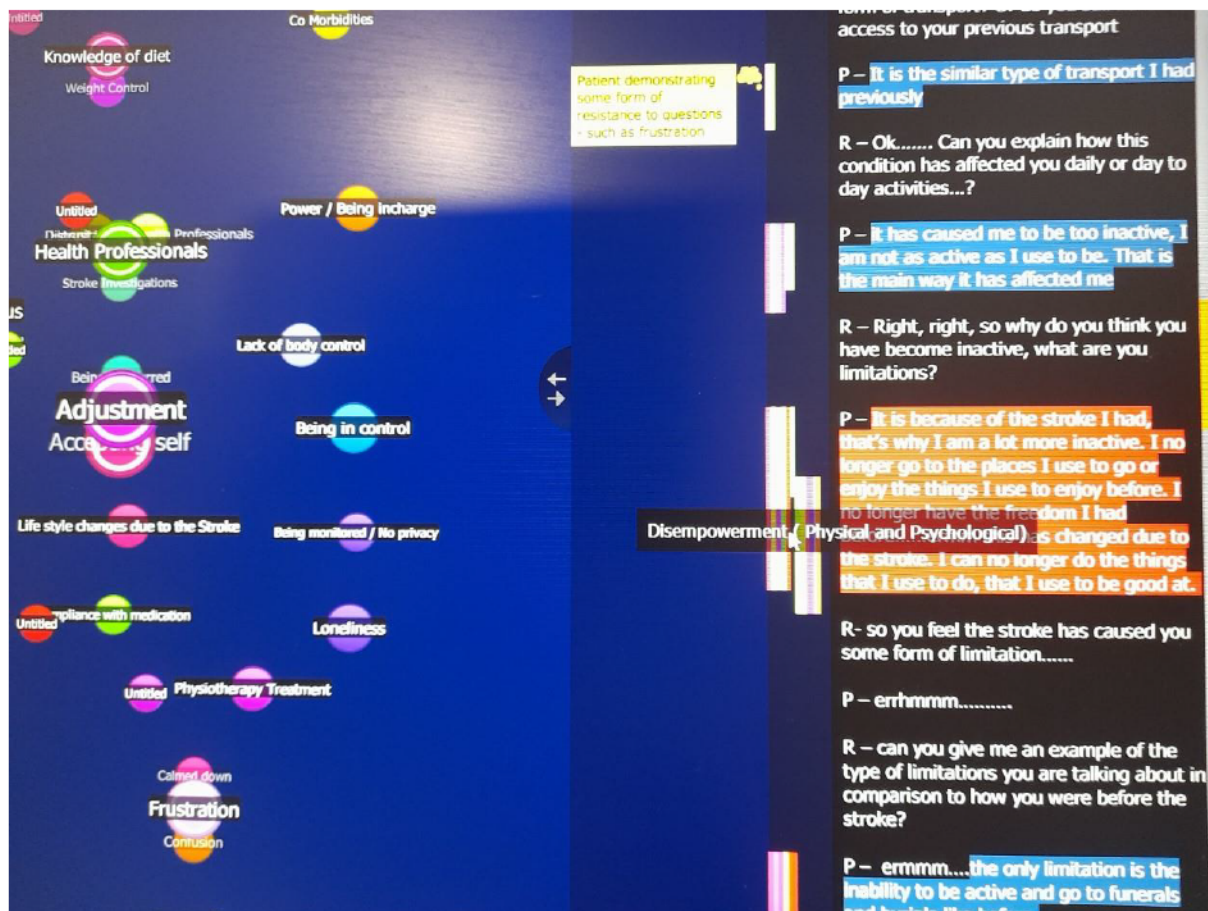 Untitled
Co Morbidities
Knowledge of diet
Weight Control
Untitled
Power / Being Incharge
Professionals
Health Professionals
Stroke Investigations
us
Lack of body control
Adjustment
self
Being in control
Life style changes due to the Stroke
Being monitored / No privacy
mpliance with medication
Untitled
Loneliness
Untitled
Physiotherapy Treatment
Calmed down
Frustration
Confusion
Patient demonstrating
some form of
resistance to questions
- such as frustration
Disempowerment ( Physical and Psychological)
access to your previous transport
P – It is the similar type of transport I had
previously
R – Ok....... Can you explain how this
condition has affected you daily or day to
day activities...?
P – it has caused me to be too inactive, I
am not as active as I use to be. That is
the main way it has affected me
R – Right, right, so why do you think you
have become inactive, what are you
limitations?
P – It is because of the stroke I had,
that's why I am a lot more inactive. I no
longer go to the places I use to go or
enjoy the things I use to enjoy before. I
no longer have the freedom I had
has changed due to
the stroke. I can no longer do the things
that I use to do, that I use to be good at.
R- so you feel the stroke has caused you
some form of limitation......
P – errhmmm..........
R – can you give me an example of the
type of limitations you are talking about in
comparison to how you were before the
stroke?
P – ermmm....the only limitation is the
inability to be active and go to funerals